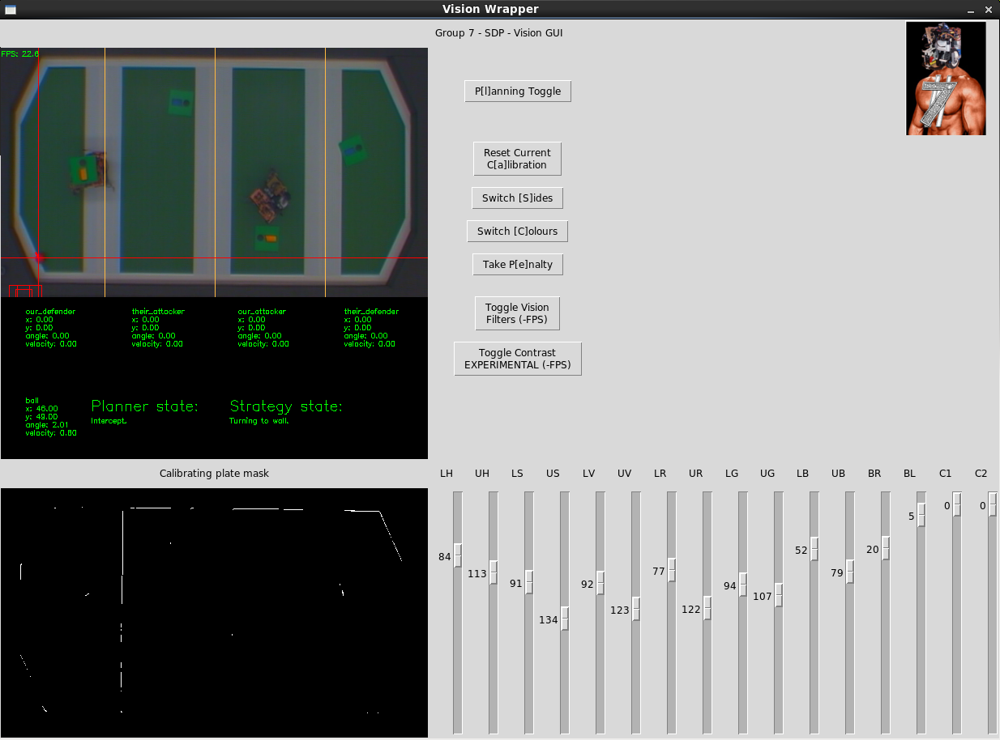 Vision Wrapper
Group 7 - SDP - Vision GUI
FPS: 22.6
P[l]anning Toggle
Reset Current
C[a]libration
Switch [S]ides
Switch [C]olours
Take P[e]nalty
Toggle Vision
Filters (-FPS)
Toggle Contrast
EXPERIMENTAL (-FPS)
7
our_defender
x: 0.00
y: 0.00
angle: 0.00
velocity: 0.00
their_attacker
x: 0.00
y: 0.00
angle: 0.00
velocity: 0.00
our_attacker
x: 0.00
y: 0.00
angle: 0.00
velocity: 0.00
their_defender
x: 0.00
y: 0.00
angle: 0.00
velocity: 0.00
ball
x: 46.00
y: 49.00
angle: 2.01
velocity: 0.80
Planner state:
Intercept.
Strategy state:
Turning to wall.
Calibrating plate mask
LH UH LS US LV UV LR UR LG UG LB UB BR BL C1 C2
84 113 91 134 92 123 77 122 94 107 52 79 20 5 0 0